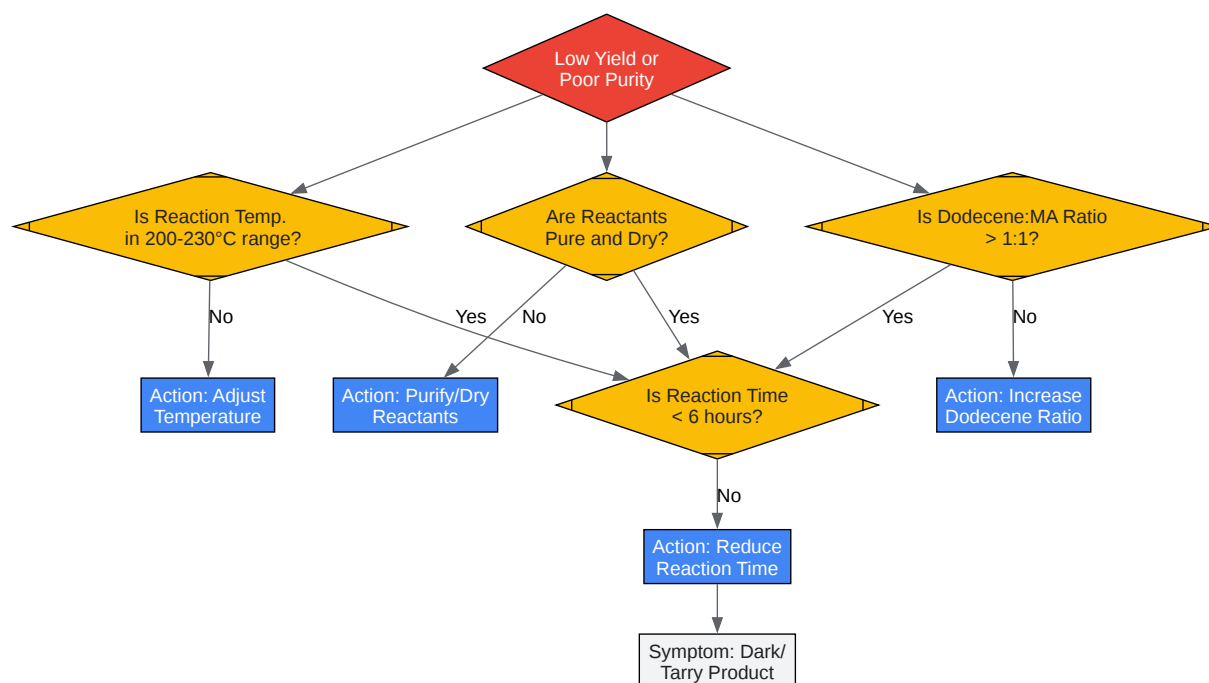 Low Yield or
Poor Purity
Is Reaction Temp.
in 200-230°C range?
Are Reactants
Pure and Dry?
Is Dodecene:MA Ratio
> 1:1?
No
Yes
No
Yes
Yes
No
Action: Adjust
Temperature
Action: Purify/Dry
Reactants
Is Reaction Time
< 6 hours?
Action: Increase
Dodecene Ratio
No
Action: Reduce
Reaction Time
Symptom: Dark/
Tarry Product